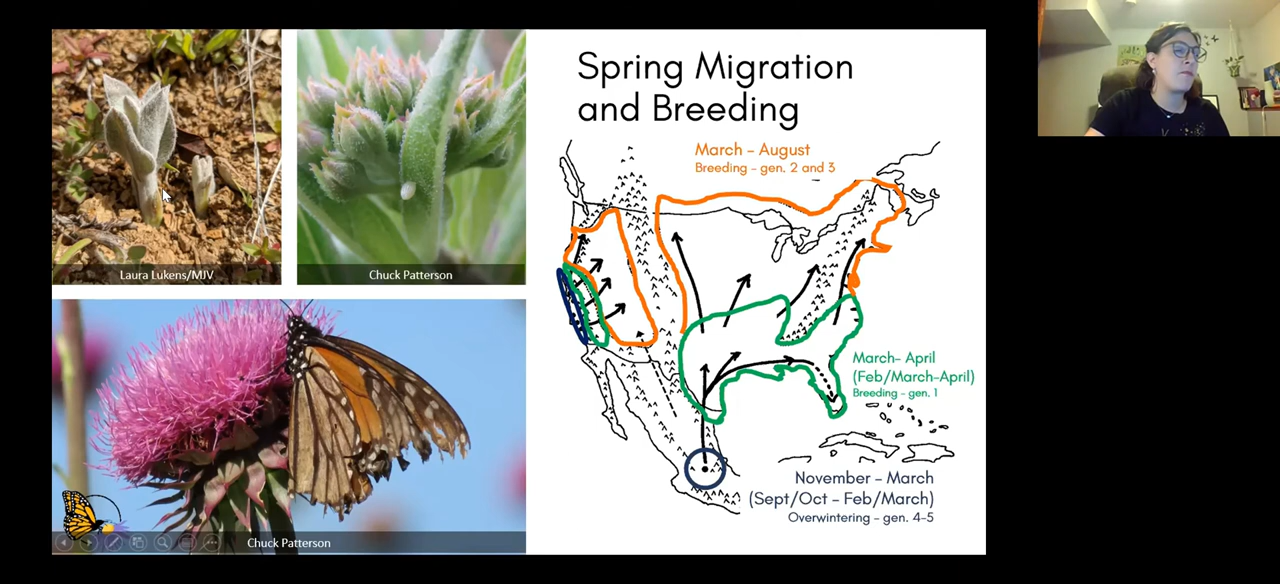 Spring Migration
and Breeding
March – August
Breeding – gen. 2 and 3
March– April
(Feb/March-April)
Breeding – gen. 1
November – March
(Sept/Oct – Feb/March)
Overwintering – gen. 4-5
Laura Lukens/MJV
Chuck Patterson
Chuck Patterson